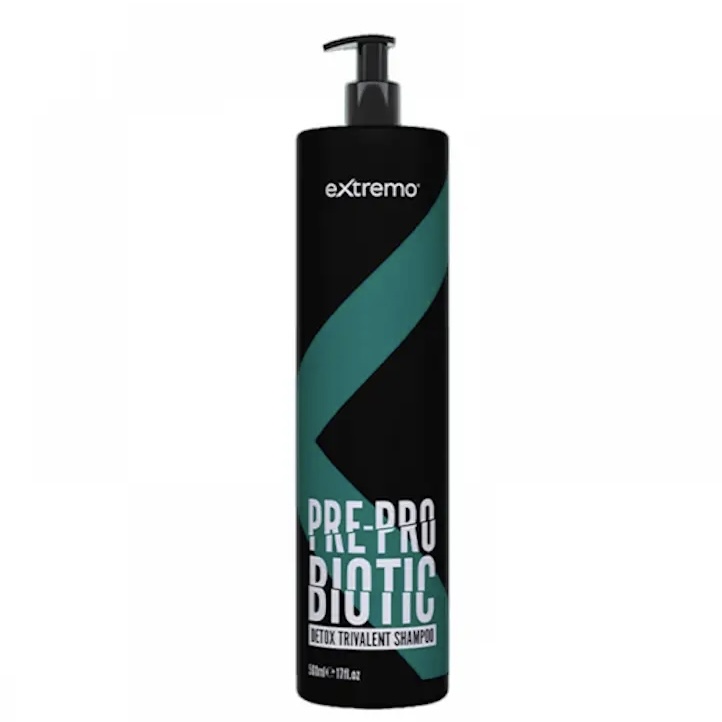 eXtremo®
PRE-PRO
BIOTIC
DETOX TRIVALENT SHAMPOO
500ml℮17fl.oz